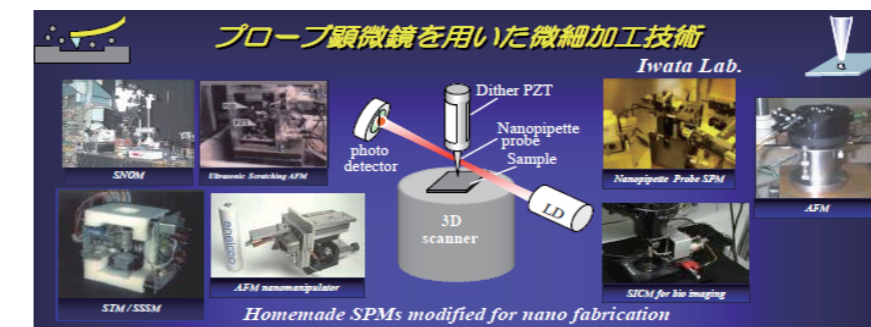 プローブ顕微鏡を用いた微細加工技術
Iwata Lab.
Dither PZT
Nanopipette
probe
Sample
photo
detector
LD
3D
scanner
SNOM
Ultrasonic Scratching AFM
Nanopipette Probe SPM
AFM
eneloop
STM / SSSM
AFM nanomanipulator
SICM for bio imaging
Homemade SPMs modified for nano fabrication